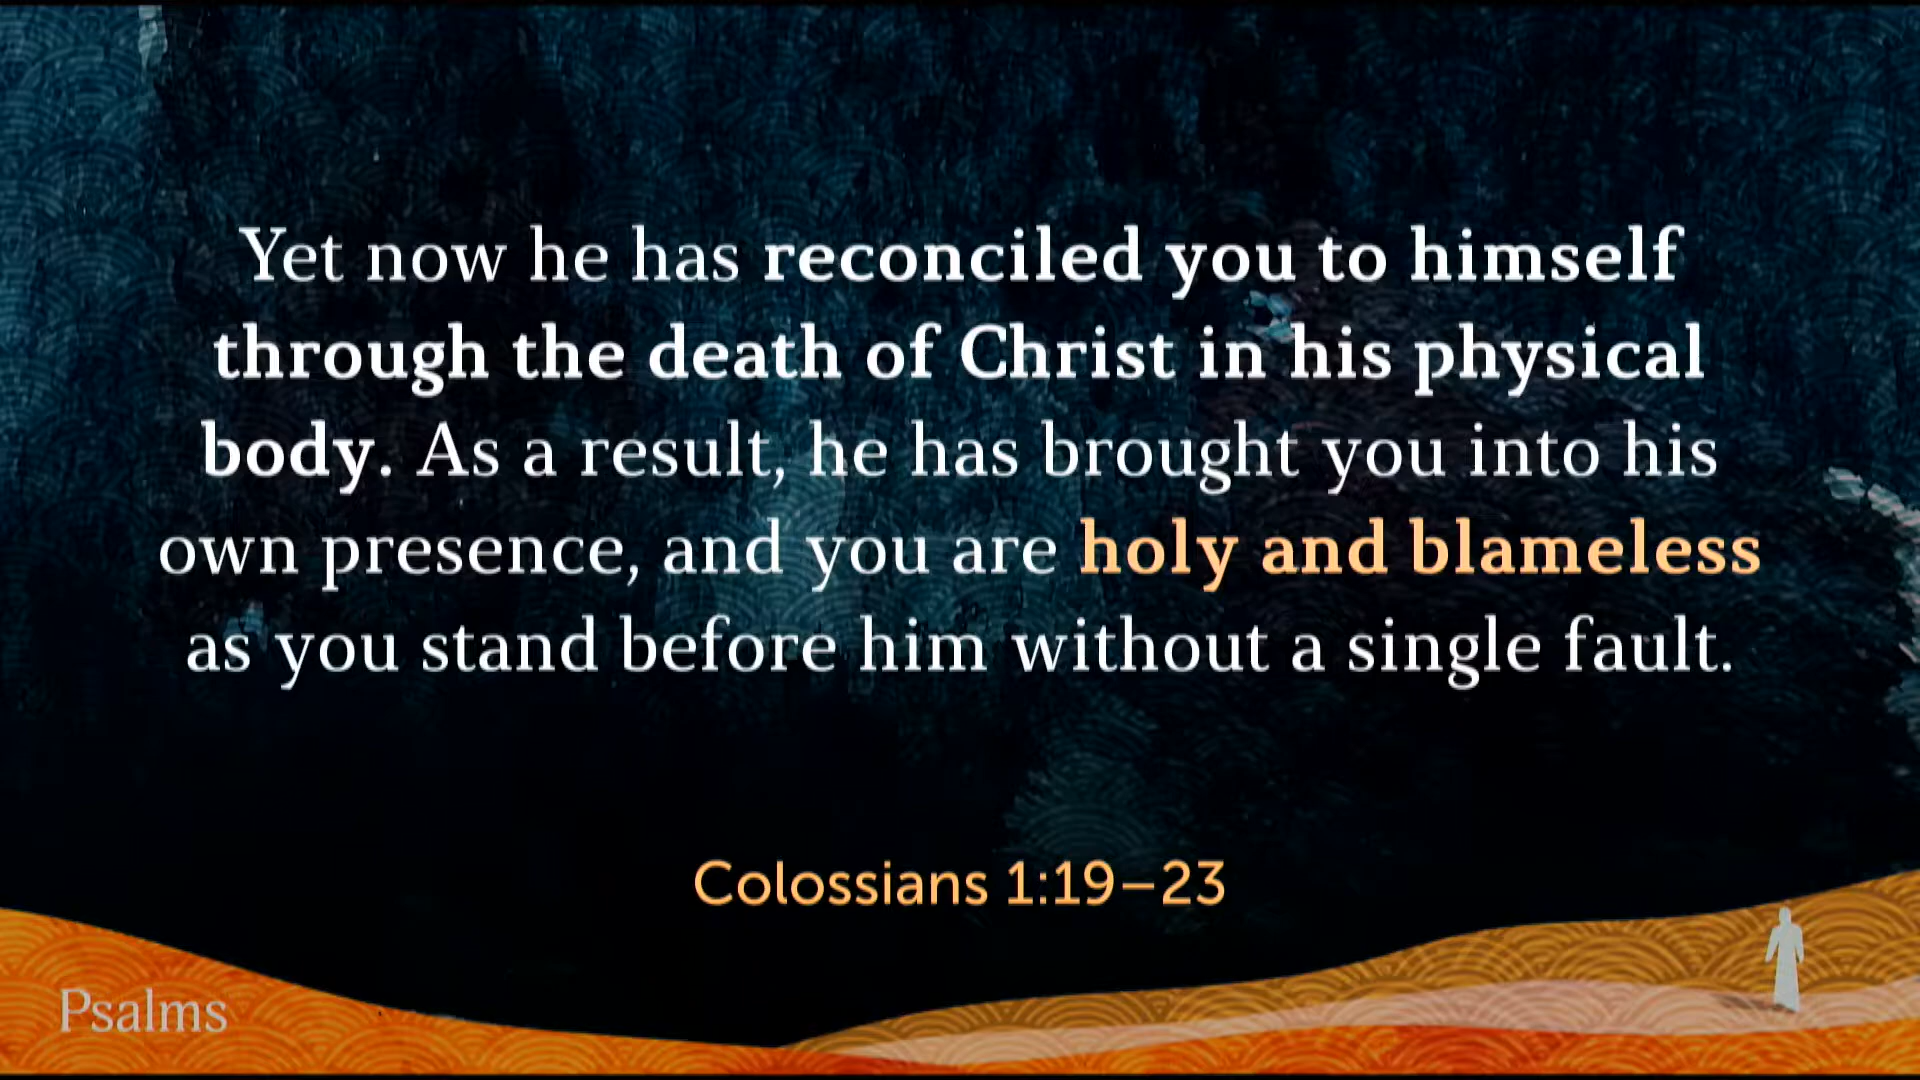 Yet now he has reconciled you to himself
through the death of Christ in his physical
body. As a result, he has brought you into his
own presence, and you are holy and blameless
as you stand before him without a single fault.
Colossians 1:19–23
Psalms